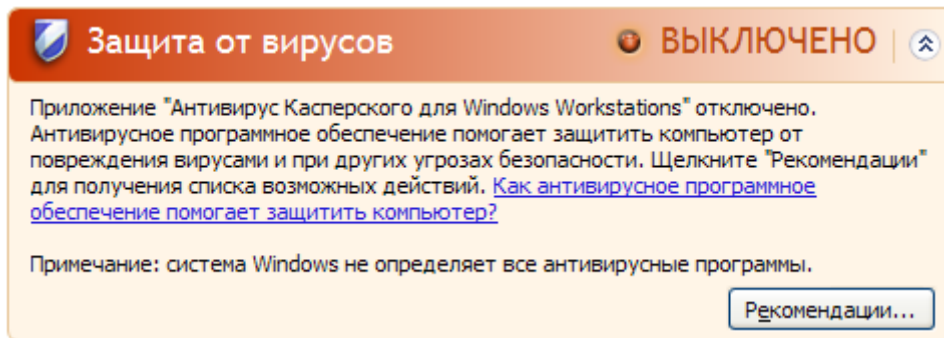 Защита от вирусов ВЫКЛЮЧЕНО
Приложение "Антивирус Касперского для Windows Workstations" отключено.
Антивирусное программное обеспечение помогает защитить компьютер от
повреждения вирусами и при других угрозах безопасности. Щелкните "Рекомендации"
для получения списка возможных действий. Как антивирусное программное
обеспечение помогает защитить компьютер?
Примечание: система Windows не определяет все антивирусные программы.
Рекомендации...